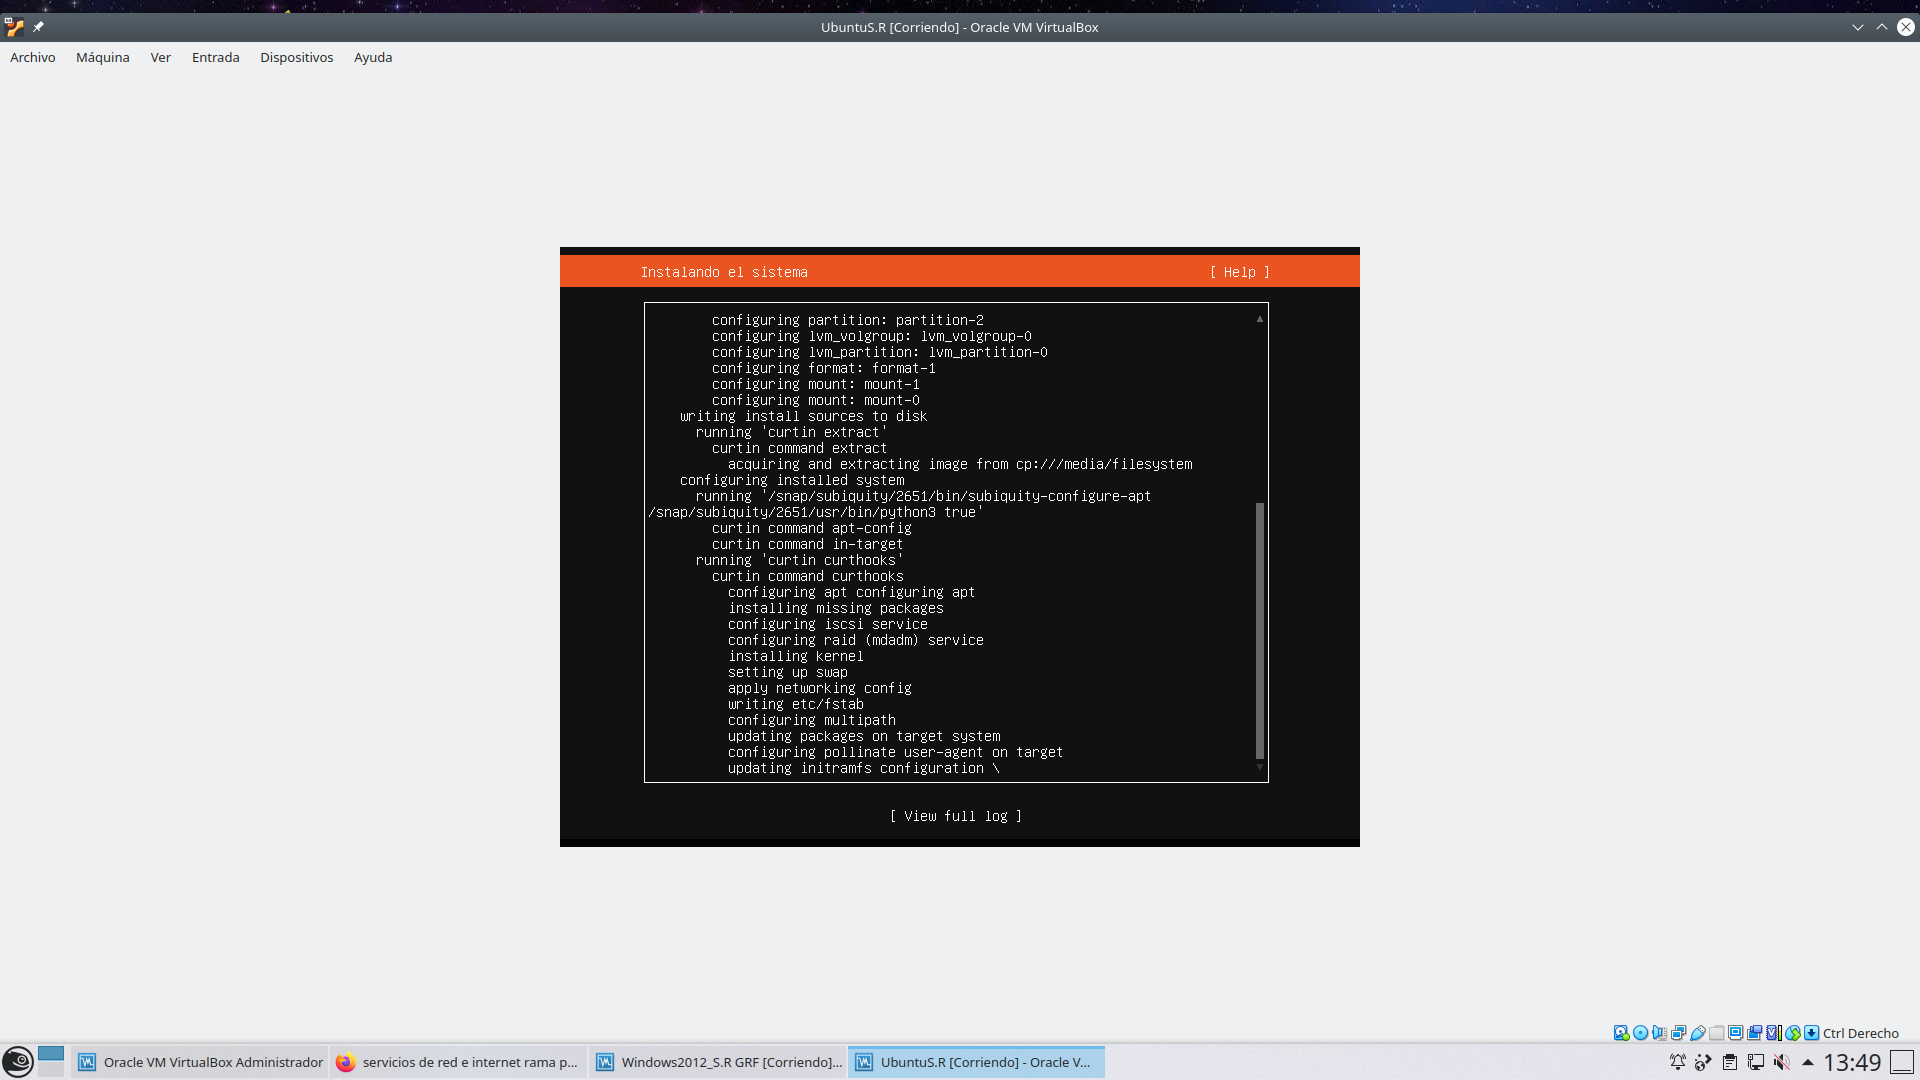 UbuntuS.R [Corriendo] - Oracle VM VirtualBox
Archivo Máquina Ver Entrada Dispositivos Ayuda
Instalando el sistema [ Help ]
configuring partition: partition-2
configuring lvm_volgroup: lvm_volgroup-0
configuring lvm_partition: lvm_partition-0
configuring format: format-1
configuring mount: mount-1
configuring mount: mount-0
writing install sources to disk
running 'curtin extract'
curtin command extract
acquiring and extracting image from cp:///media/filesystem
configuring installed system
running '/snap/subiquity/2651/bin/subiquity-configure-apt
/snap/subiquity/2651/usr/bin/python3 true'
curtin command apt-config
curtin command in-target
running 'curtin curthooks'
curtin command curthooks
configuring apt configuring apt
installing missing packages
configuring iscsi service
configuring raid (mdadm) service
installing kernel
setting up swap
apply networking config
writing etc/fstab
configuring multipath
updating packages on target system
configuring pollinate user-agent on target
updating initramfs configuration \
[ View full log ]
Ctrl Derecho
Oracle VM VirtualBox Administrador servicios de red e internet rama p... Windows2012_S.R GRF [Corriendo]... UbuntuS.R [Corriendo] - Oracle V... 13:49